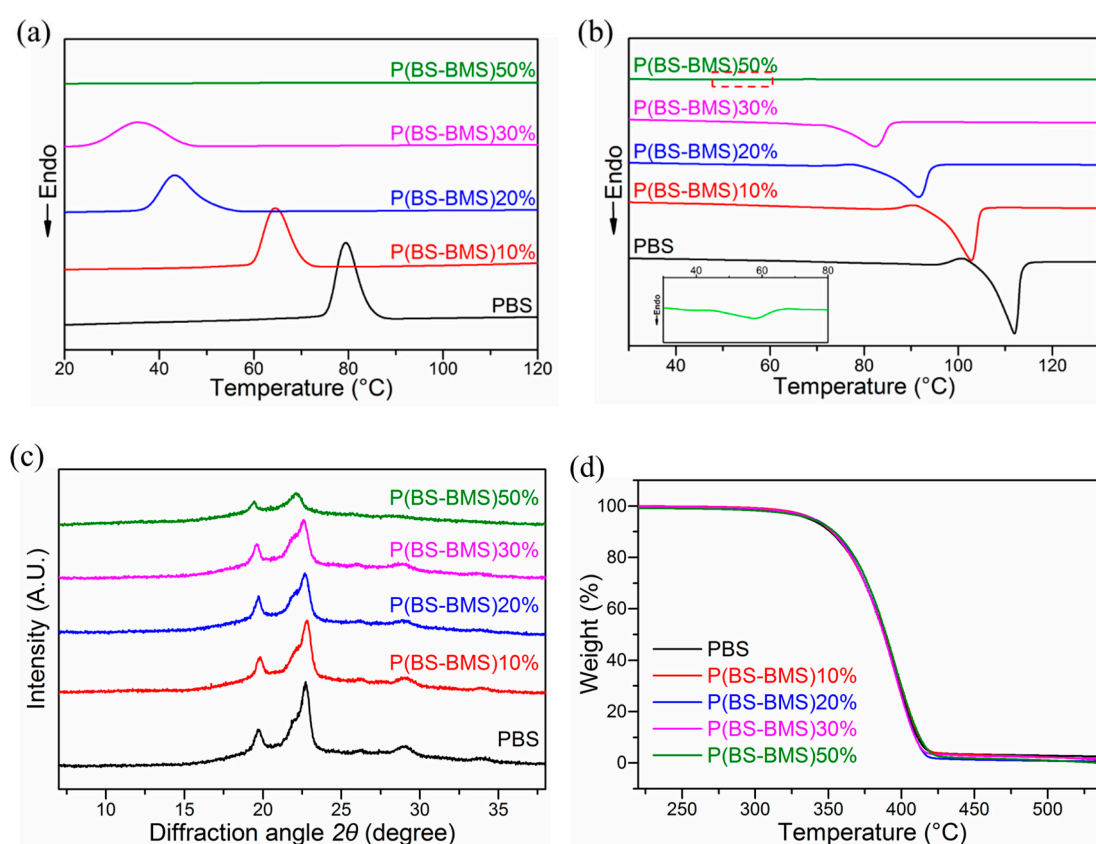 (a)
P(BS-BMS)50%
P(BS-BMS)30%
P(BS-BMS)20%
P(BS-BMS)10%
PBS
Endo
20 40 60 80 100 120
Temperature (°C)
(b)
P(BS-BMS)50%
P(BS-BMS)30%
P(BS-BMS)20%
P(BS-BMS)10%
PBS
Endo
40 60 80
Endo
40 60 80 100 120
Temperature (°C)
(c)
P(BS-BMS)50%
P(BS-BMS)30%
P(BS-BMS)20%
P(BS-BMS)10%
PBS
Intensity (A.U.)
10 15 20 25 30 35
Diffraction angle 2θ (degree)
(d)
100
80
60
40
20
0
Weight (%)
PBS
P(BS-BMS)10%
P(BS-BMS)20%
P(BS-BMS)30%
P(BS-BMS)50%
250 300 350 400 450 500
Temperature (°C)